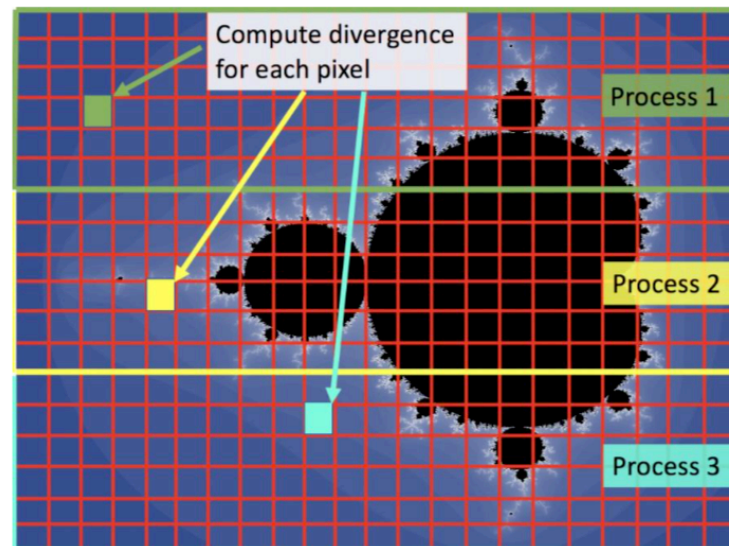 Compute divergence
for each pixel
Process 1
Process 2
Process 3